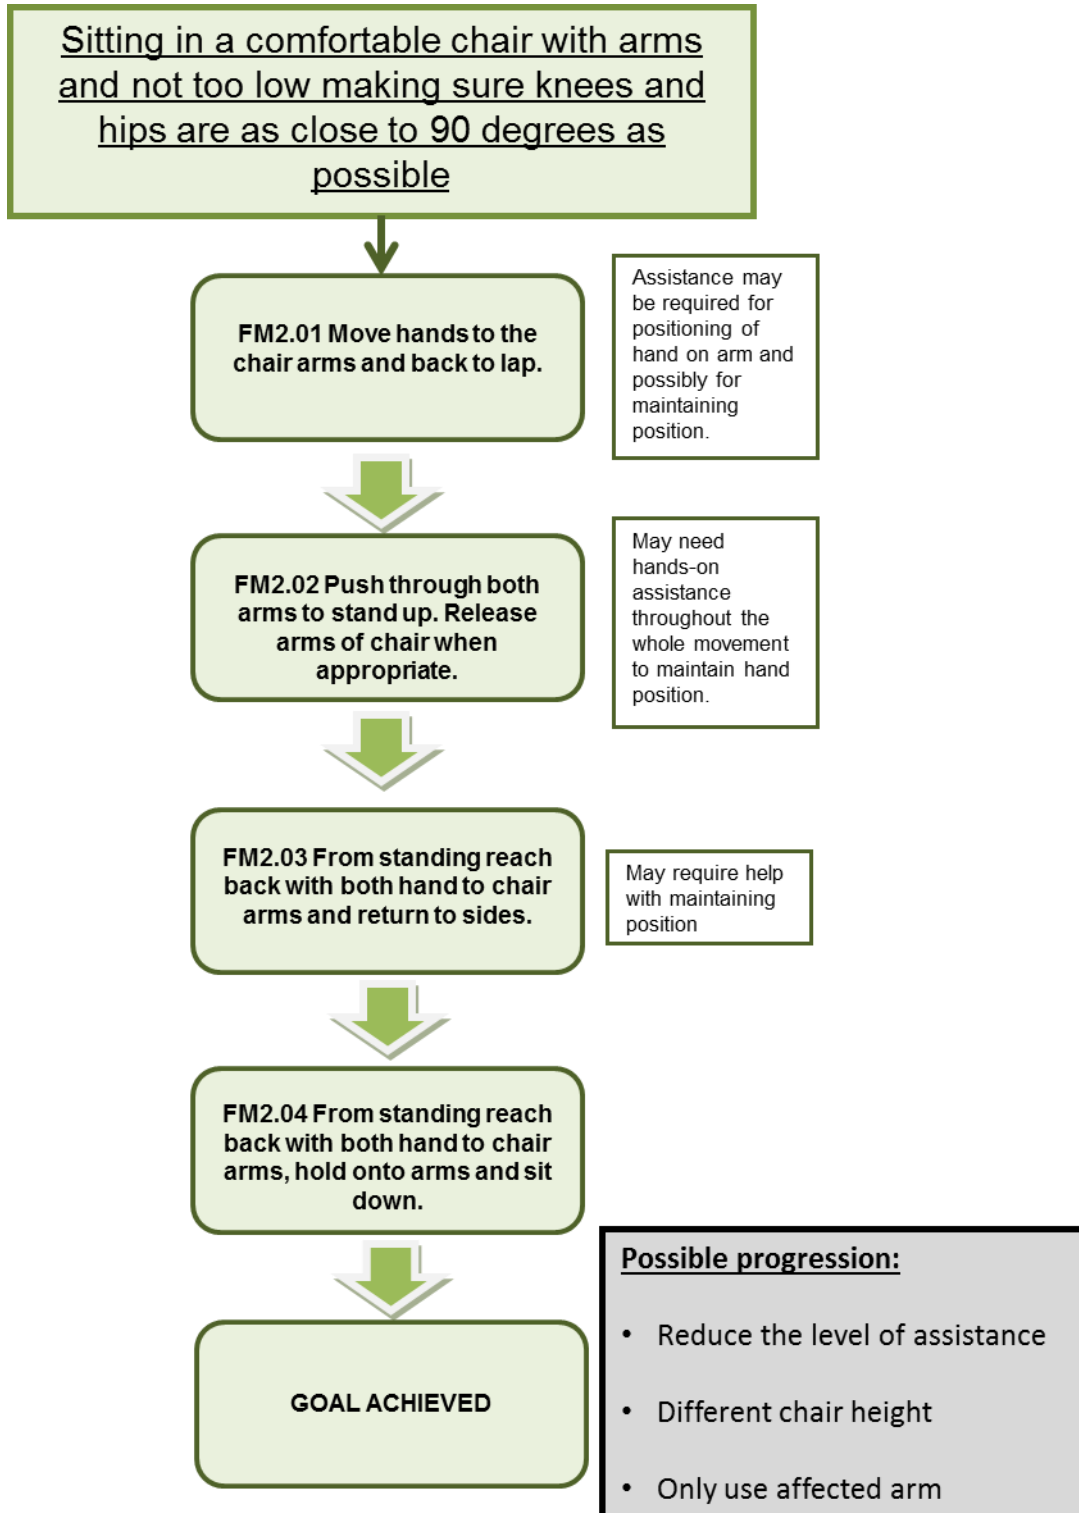 Sitting in a comfortable chair with arms
and not too low making sure knees and
hips are as close to 90 degrees as
possible
FM2.01 Move hands to the
chair arms and back to lap.
Assistance may
be required for
positioning of
hand on arm and
possibly for
maintaining
position.
FM2.02 Push through both
arms to stand up. Release
arms of chair when
appropriate.
May need
hands-on
assistance
throughout the
whole movement
to maintain hand
position.
FM2.03 From standing reach
back with both hand to chair
arms and return to sides.
May require help
with maintaining
position
FM2.04 From standing reach
back with both hand to chair
arms, hold onto arms and sit
down.
GOAL ACHIEVED
Possible progression:
• Reduce the level of assistance
• Different chair height
• Only use affected arm